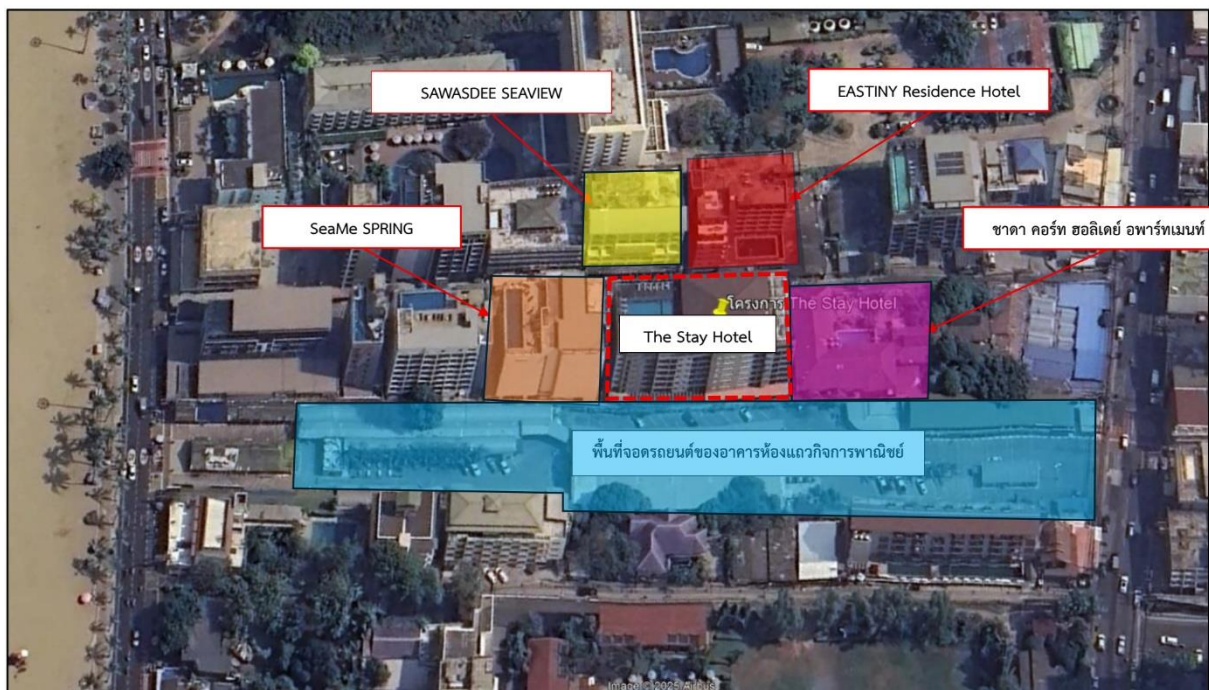 SAWASDEE SEAVIEW
EASTINY Residence Hotel
SeaMe SPRING
ชาดา คอร์ท ฮอลิเดย์ อพาร์ทเมนท์
โครงการ The Stay Hotel
The Stay Hotel
พื้นที่จอดรถยนต์ของอาคารห้องแถวกิจการพาณิชย์
Image © 2025 Airbus